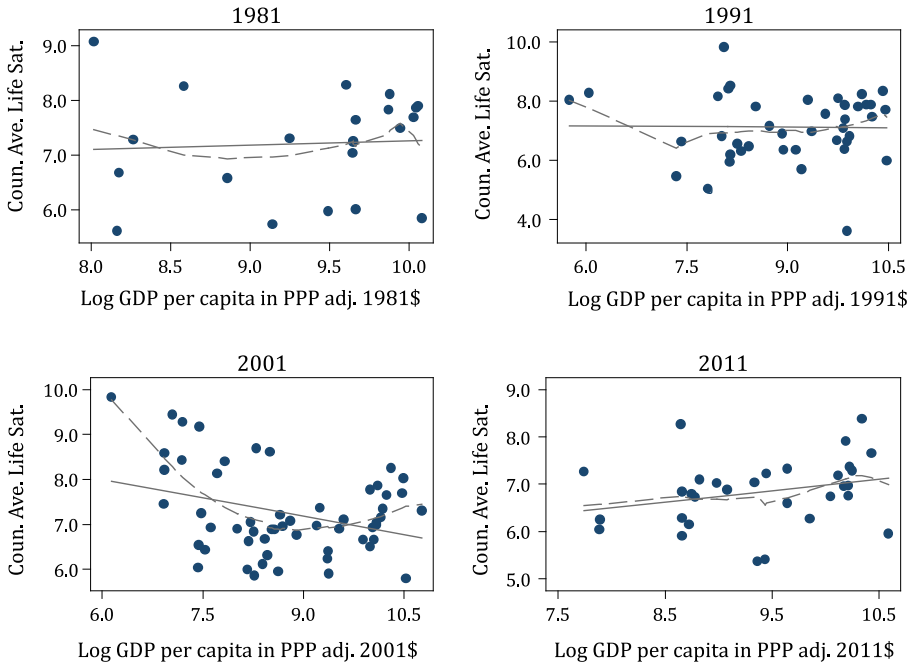 1981
Coun. Ave. Life Sat.
9.0
8.0
7.0
6.0
8.0 8.5 9.0 9.5 10.0
Log GDP per capita in PPP adj. 1981$
1991
Coun. Ave. Life Sat.
10.0
8.0
6.0
4.0
6.0 7.5 9.0 10.5
Log GDP per capita in PPP adj. 1991$
2001
Coun. Ave. Life Sat.
10.0
9.0
8.0
7.0
6.0
6.0 7.5 9.0 10.5
Log GDP per capita in PPP adj. 2001$
2011
Coun. Ave. Life Sat.
9.0
8.0
7.0
6.0
5.0
7.5 8.5 9.5 10.5
Log GDP per capita in PPP adj. 2011$